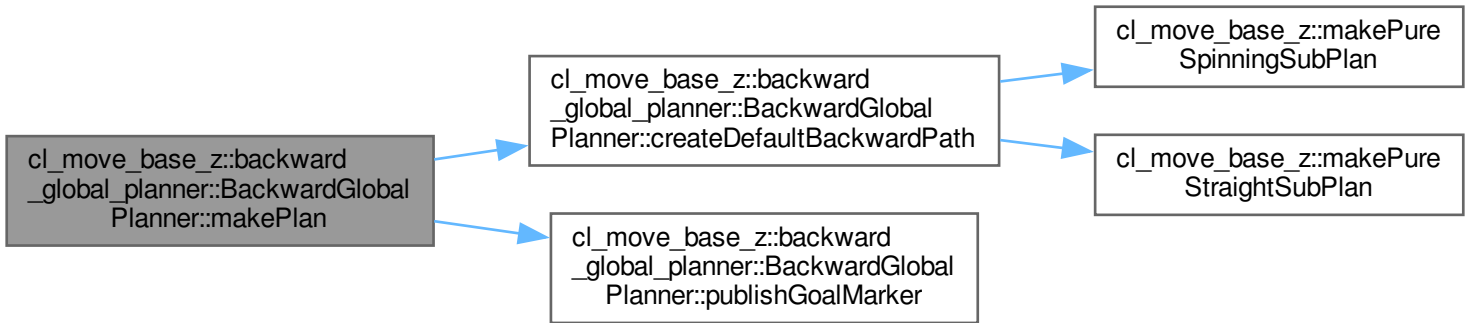 cl_move_base_z::backward
_global_planner::BackwardGlobal
Planner::makePlan
cl_move_base_z::backward
_global_planner::BackwardGlobal
Planner::createDefaultBackwardPath
cl_move_base_z::makePure
SpinningSubPlan
cl_move_base_z::makePure
StraightSubPlan
cl_move_base_z::backward
_global_planner::BackwardGlobal
Planner::publishGoalMarker